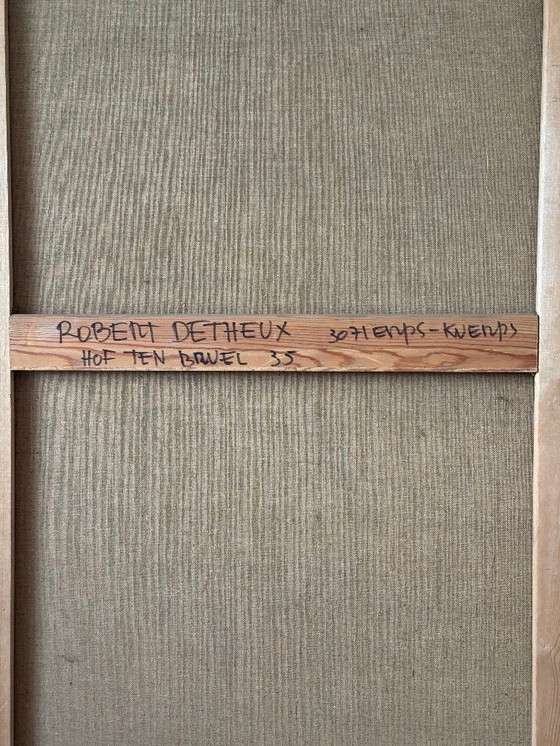 ROBERT DETHEUX 3071 ERPS-KWERPS
HOF TEN BRUEL 35